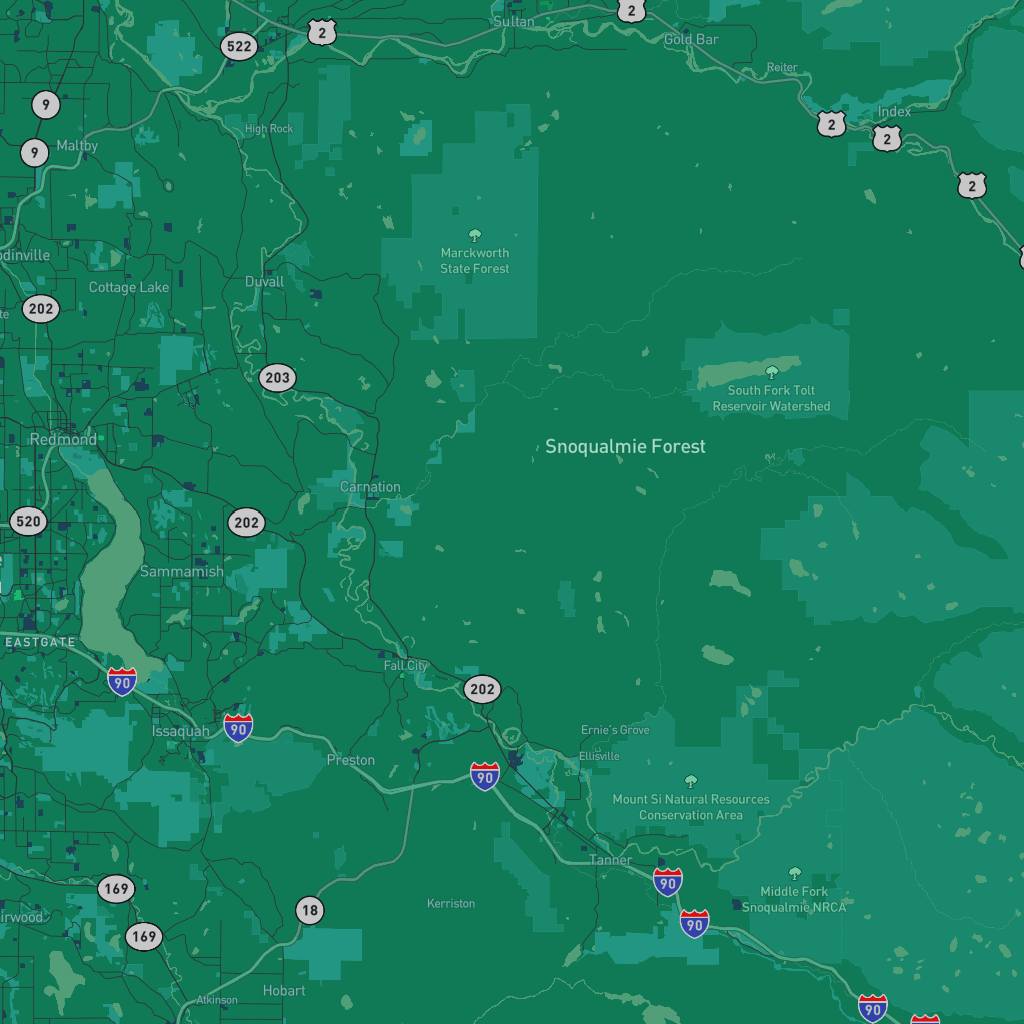 2
Sultan
2
522
Gold Bar
Reiter
9
Index
2
2
High Rock
Maltby
9
2
Marckworth
State Forest
Duvall
Cottage Lake
202
203
South Fork Tolt
Reservoir Watershed
Redmond
Snoqualmie Forest
Carnation
520
202
Sammamish
EASTGATE
Fall City
90
202
90
Issaquah
Ernie's Grove
Ellisville
Preston
90
Mount Si Natural Resources
Conservation Area
Tanner
90
169
Middle Fork
Snoqualmie NRCA
Kerriston
18
90
169
Hobart
Atkinson
90